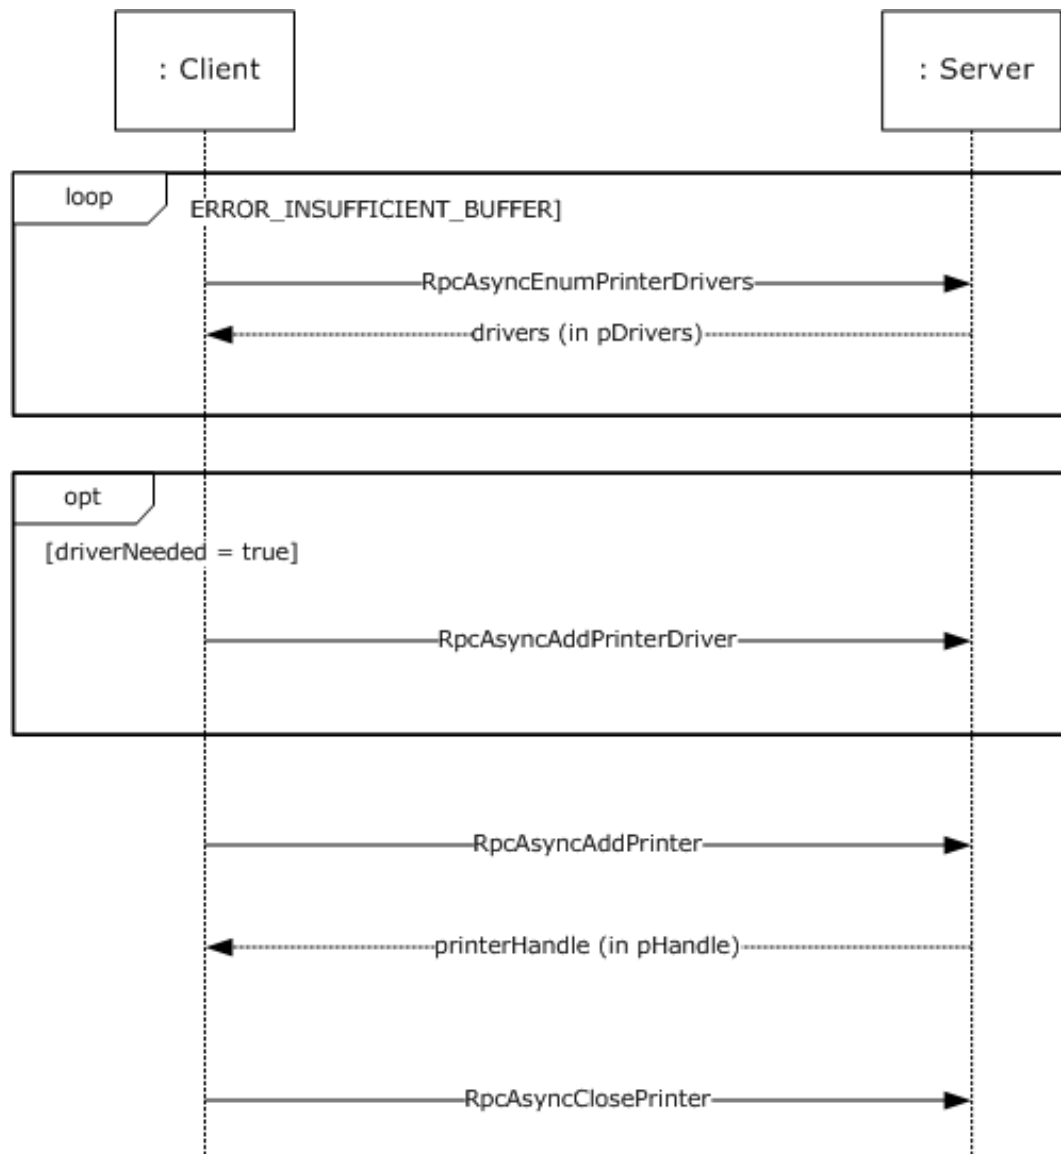 : Client
: Server
loop
ERROR_INSUFFICIENT_BUFFER]
RpcAsyncEnumPrinterDrivers
drivers (in pDrivers)
opt
[driverNeeded = true]
RpcAsyncAddPrinterDriver
RpcAsyncAddPrinter
printerHandle (in pHandle)
RpcAsyncClosePrinter